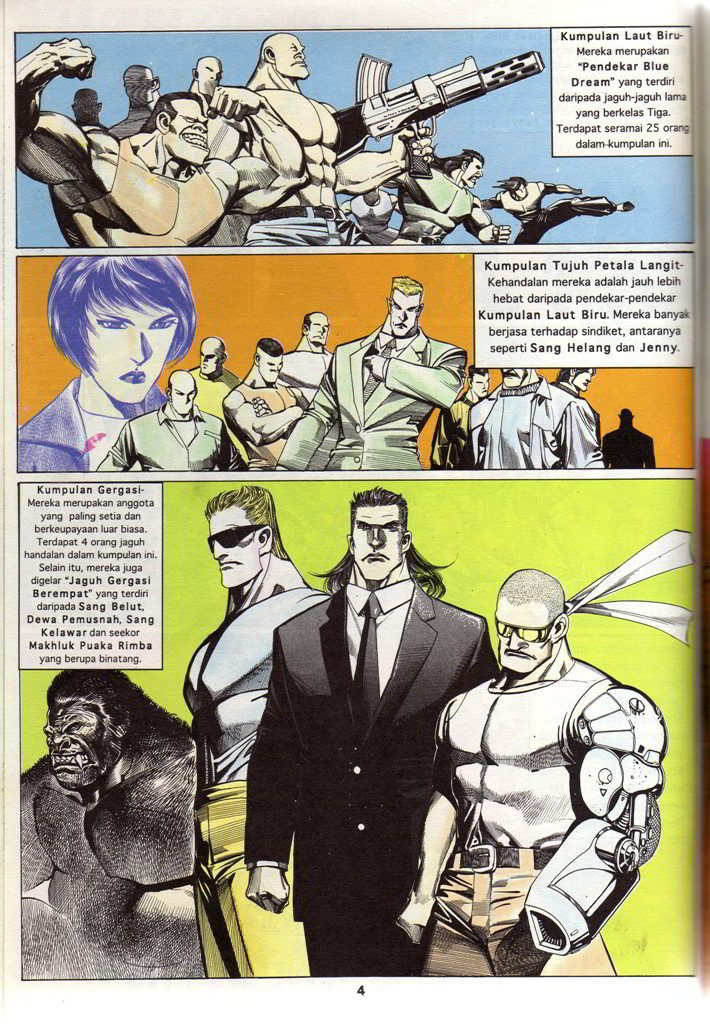 Kumpulan Laut Biru-
Mereka merupakan
"Pendekar Blue
Dream" yang terdiri
daripada jaguh-jaguh lama
yang berkelas Tiga.
Terdapat seramai 25 orang
dalam kumpulan ini.
Kumpulan Tujuh Petala Langit-
Kehandalan mereka adalah jauh lebih
hebat daripada pendekar-pendekar
Kumpulan Laut Biru. Mereka banyak
berjasa terhadap sindiket, antaranya
seperti Sang Helang dan Jenny.
Kumpulan Gergasi-
Mereka merupakan anggota
yang paling setia dan
berkeupayaan luar biasa.
Terdapat 4 orang jaguh
handalan dalam kumpulan ini.
Selain itu, mereka juga
digelar "Jaguh Gergasi
Berempat" yang terdiri
daripada Sang Belut,
Dewa Pemusnah, Sang
Kelawar dan seekor
Makhluk Puaka Rimba
yang berupa binatang.
4